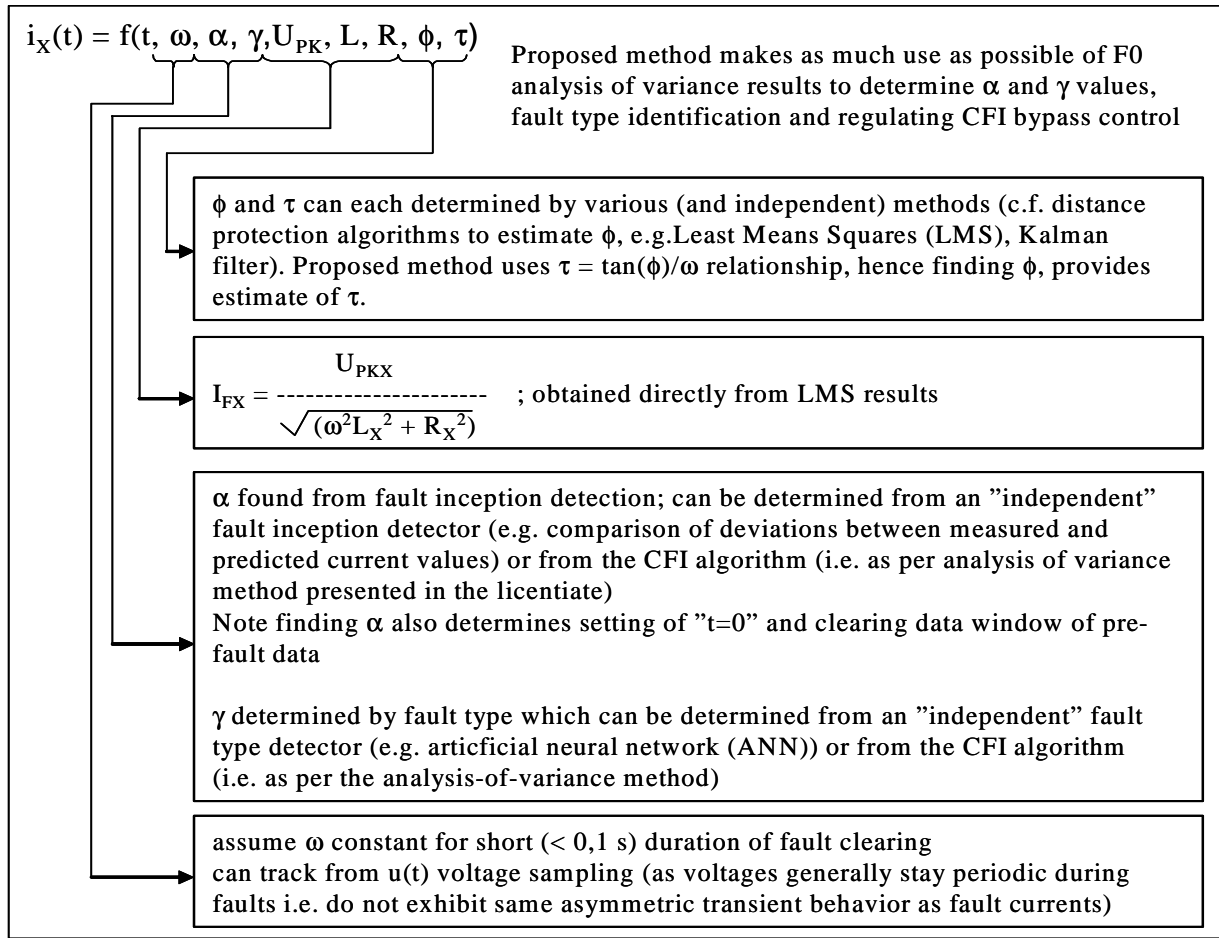 iX(t) = f(t, ω, α, γ,UPK, L, R, ϕ, τ)
Proposed method makes as much use as possible of F0
analysis of variance results to determine α and γ values,
fault type identification and regulating CFI bypass control
ϕ and τ can each determined by various (and independent) methods (c.f. distance
protection algorithms to estimate ϕ, e.g.Least Means Squares (LMS), Kalman
filter). Proposed method uses τ = tan(ϕ)/ω relationship, hence finding ϕ, provides
estimate of τ.
UPKX
IFX = ----------------------- ; obtained directly from LMS results
√(ω²LX² + RX²)
α found from fault inception detection; can be determined from an ”independent”
fault inception detector (e.g. comparison of deviations between measured and
predicted current values) or from the CFI algorithm (i.e. as per analysis of variance
method presented in the licentiate)
Note finding α also determines setting of ”t=0” and clearing data window of pre-
fault data
γ determined by fault type which can be determined from an ”independent” fault
type detector (e.g. articficial neural network (ANN)) or from the CFI algorithm
(i.e. as per the analysis-of-variance method)
assume ω constant for short (< 0,1 s) duration of fault clearing
can track from u(t) voltage sampling (as voltages generally stay periodic during
faults i.e. do not exhibit same asymmetric transient behavior as fault currents)